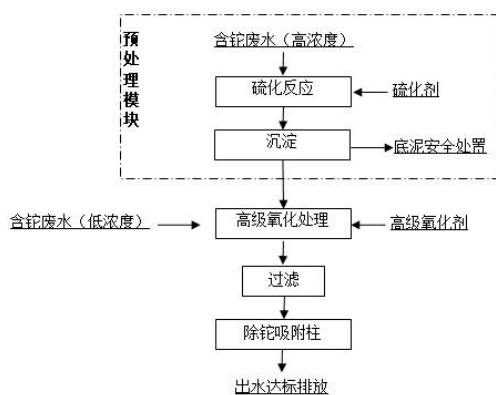 预处理模块
含铊废水（高浓度）
硫化反应
硫化剂
沉淀
底泥安全处置
含铊废水（低浓度）
高级氧化处理
高级氧化剂
过滤
除铊吸附柱
出水达标排放